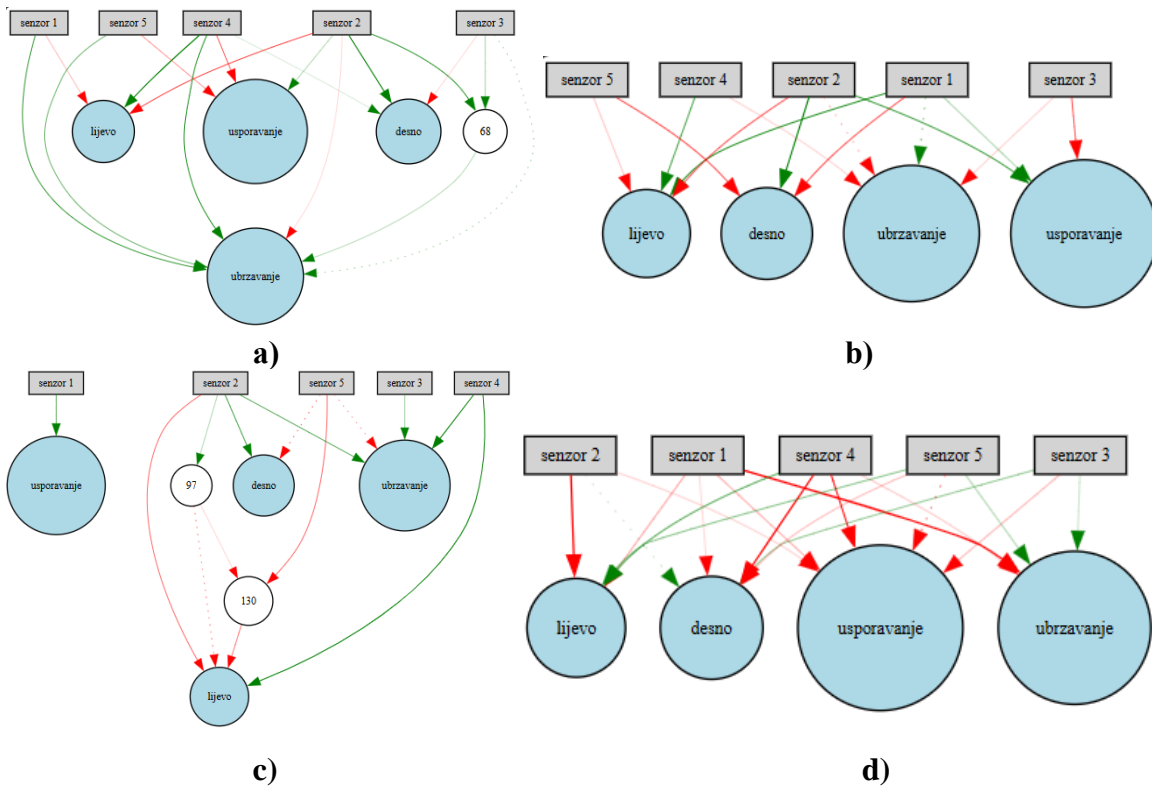 senzor 1 senzor 5 senzor 4 senzor 2 senzor 3
lijevo usporavanje desno 68
ubrzavanje
a)
senzor 5 senzor 4 senzor 2 senzor 1 senzor 3
lijevo desno ubrzavanje usporavanje
b)
senzor 1 senzor 2 senzor 5 senzor 3 senzor 4
usporavanje 97 desno ubrzavanje
130
lijevo
c)
senzor 2 senzor 1 senzor 4 senzor 5 senzor 3
lijevo desno usporavanje ubrzavanje
d)